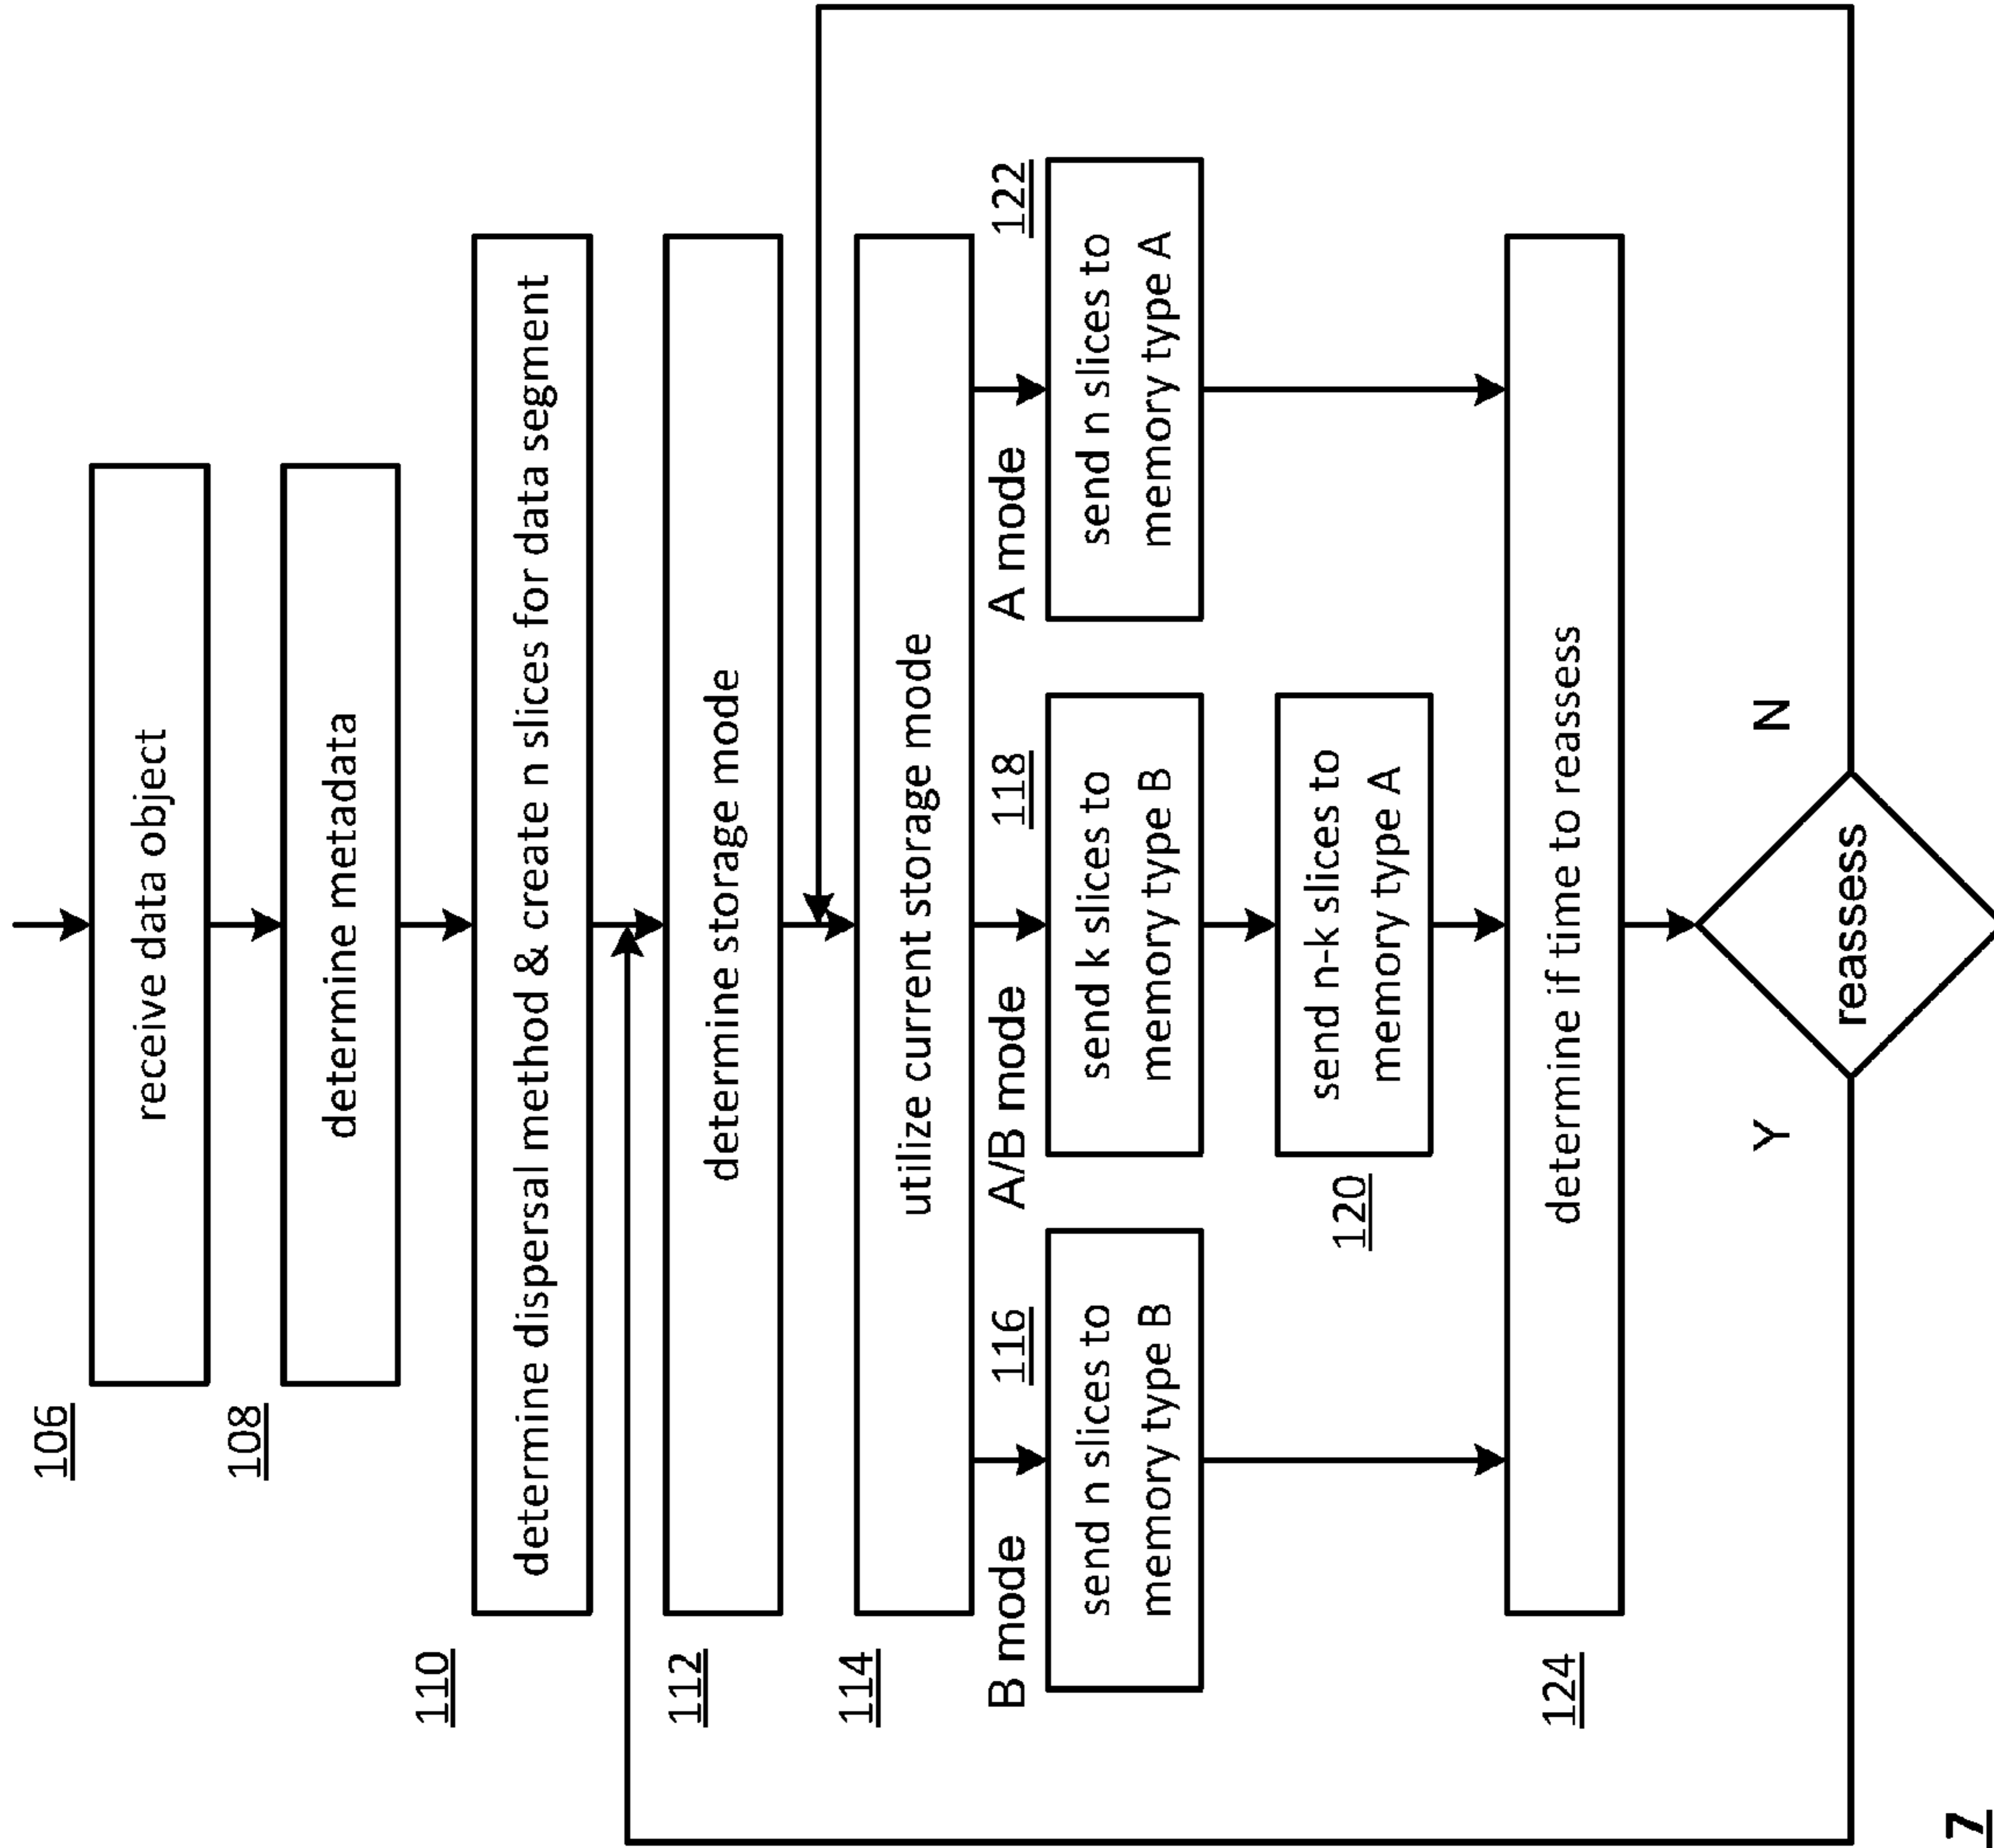 106
receive data object
108
determine metadata
110
determine dispersal method & create n slices for data segment
112
determine storage mode
114
utilize current storage mode
B mode
116
send n slices to
memory type B
A/B mode
118
send k slices to
memory type B
120
send n-k slices to
memory type A
A mode
122
send n slices to
memory type A
124
determine if time to reassess
Y
reassess
N
7